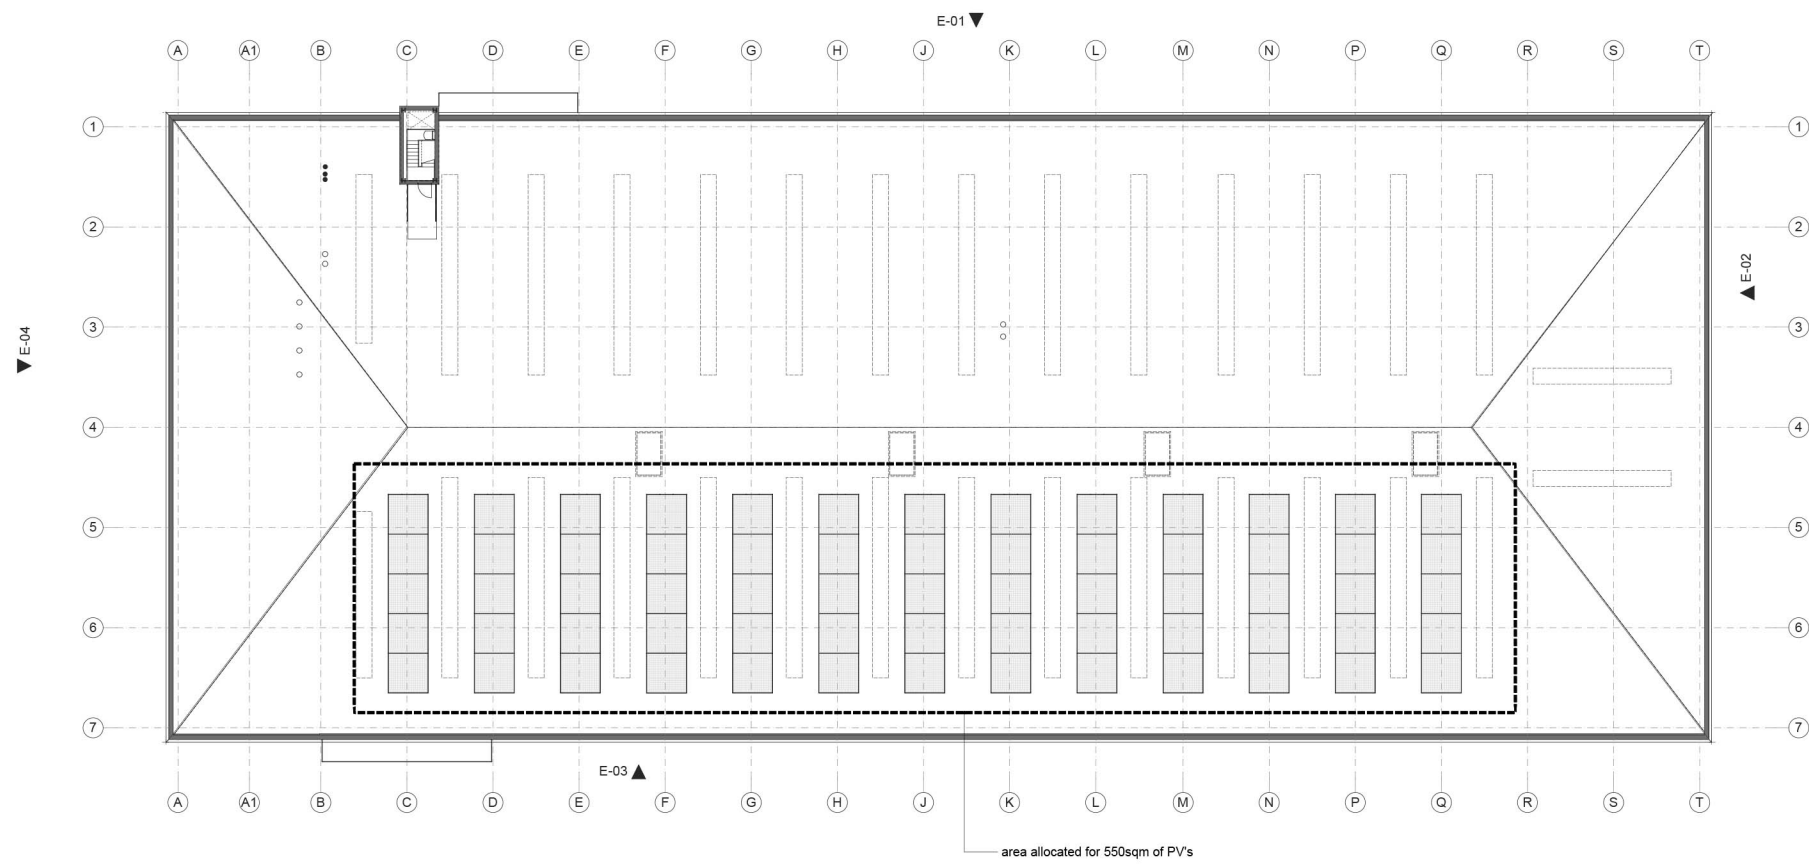 E-01
A A1 B C D E F G H J K L M N P Q R S T
1 1
2 2
E-02
3 3
E-04
4 4
5 5
6 6
7 7
E-03
A A1 B C D E F G H J K L M N P Q R S T
area allocated for 550sqm of PV's